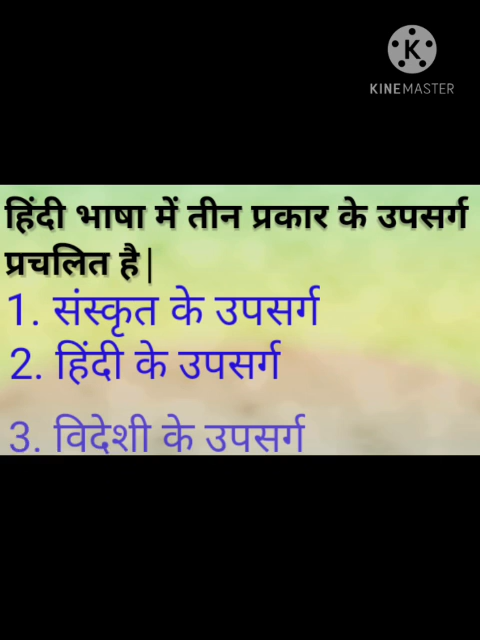 KINEMASTER
हिंदी भाषा में तीन प्रकार के उपसर्ग
प्रचलित है|
1. संस्कृत के उपसर्ग
2. हिंदी के उपसर्ग
3. विदेशी के उपसर्ग